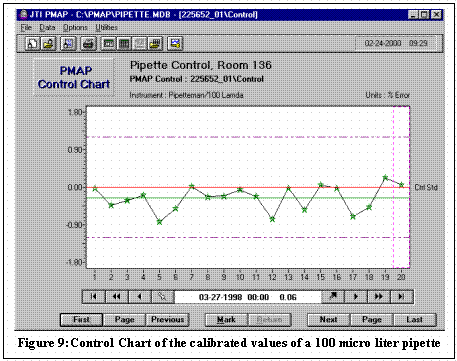 JTI PMAP - C:\PMAP\PIPETTE.MDB - [225652_01\Control]
File Data Options Utilities
02-24-2000 09:29
PMAP
Control Chart
Pipette Control, Room 136
PMAP Control : 225652_01\Control
Instrument : Pipetteman/100 Lamda Units : % Error
1.80
0.90
0.00
-0.90
-1.80
Ctrl Std
1 2 3 4 5 6 7 8 9 10 11 12 13 14 15 16 17 18 19 20
03-27-1998 00:00 0.06
First Page Previous Mark Return Next Page Last
Figure 9: Control Chart of the calibrated values of a 100 micro liter pipette